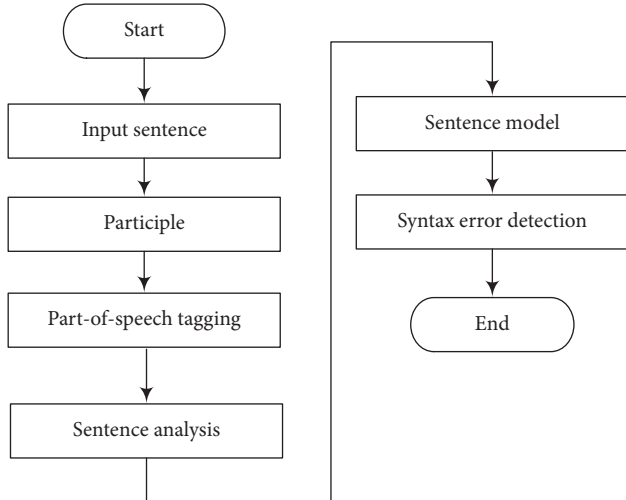 Start
Input sentence
Participle
Part-of-speech tagging
Sentence analysis
Sentence model
Syntax error detection
End